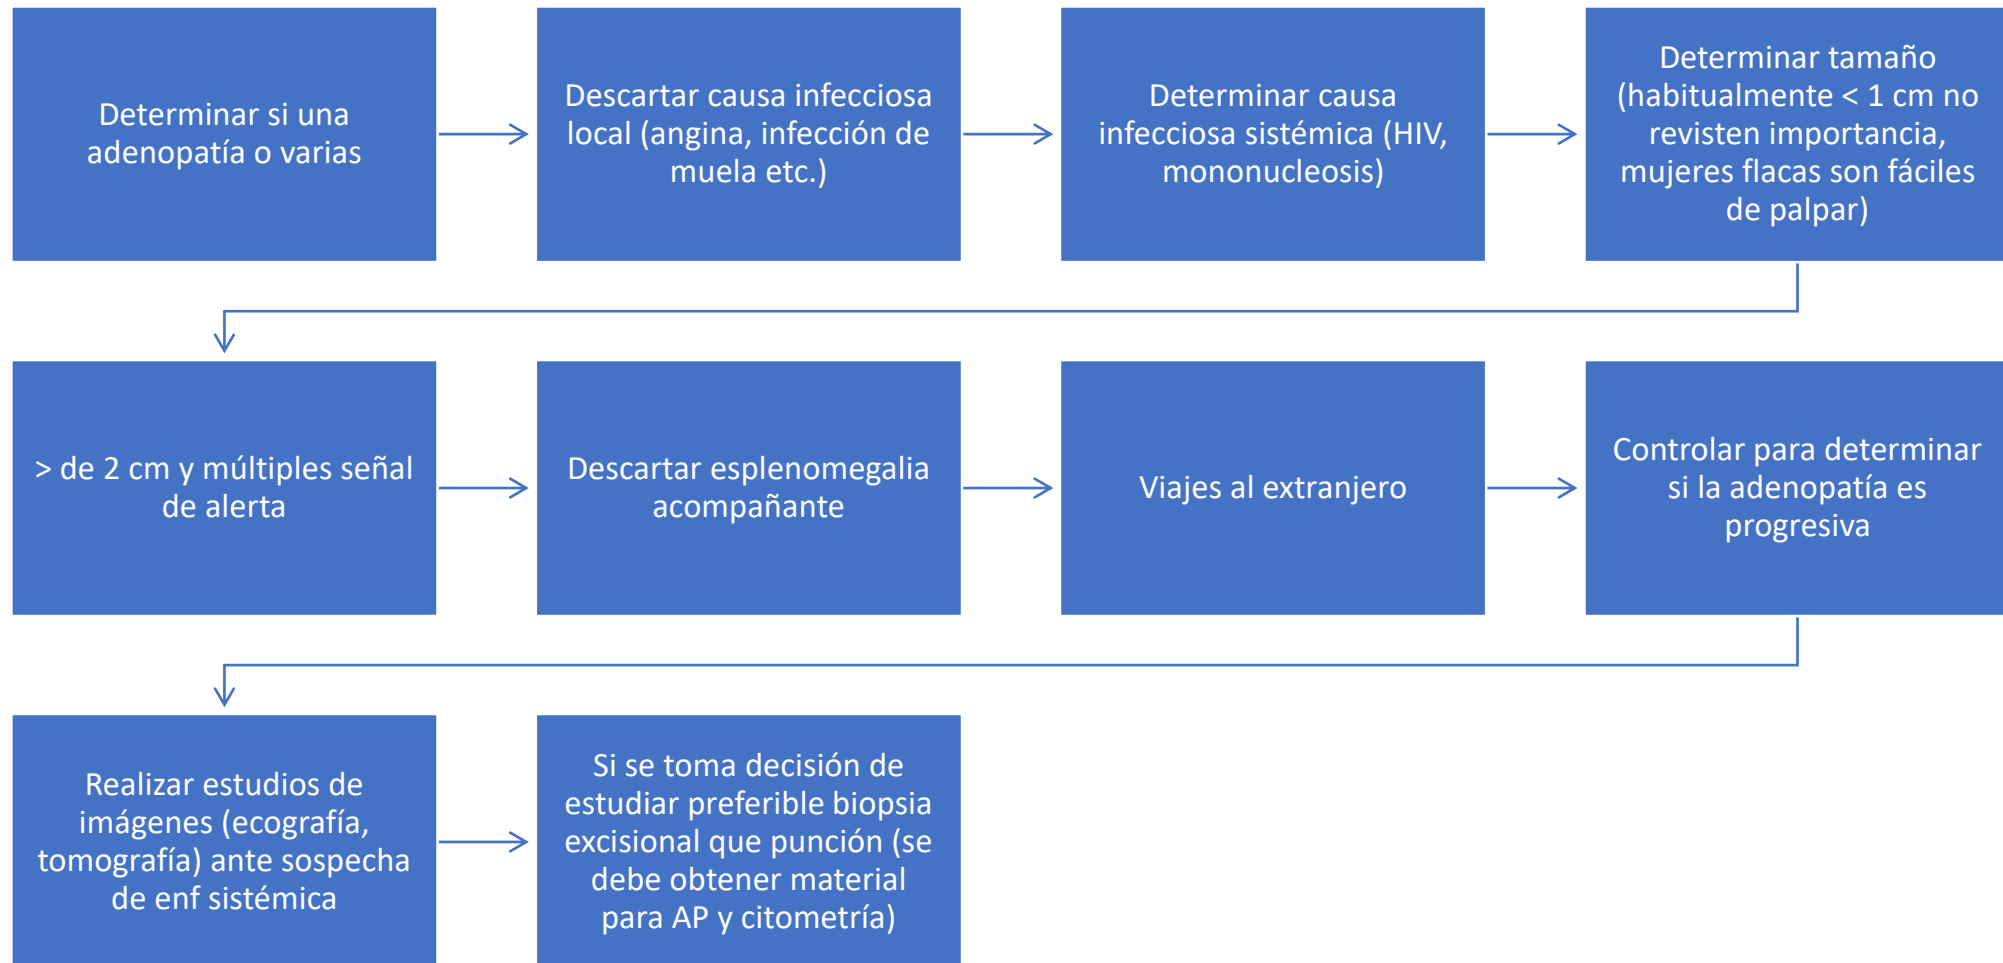 Determinar si una
adenopatía o varias
Descartar causa infecciosa
local (angina, infección de
muela etc.)
Determinar causa
infecciosa sistémica (HIV,
mononucleosis)
Determinar tamaño
(habitualmente < 1 cm no
revisten importancia,
mujeres flacas son fáciles
de palpar)
> de 2 cm y múltiples señal
de alerta
Descartar esplenomegalia
acompañante
Viajes al extranjero
Controlar para determinar
si la adenopatía es
progresiva
Realizar estudios de
imágenes (ecografía,
tomografía) ante sospecha
de enf sistémica
Si se toma decisión de
estudiar preferible biopsia
excisional que punción (se
debe obtener material
para AP y citometría)